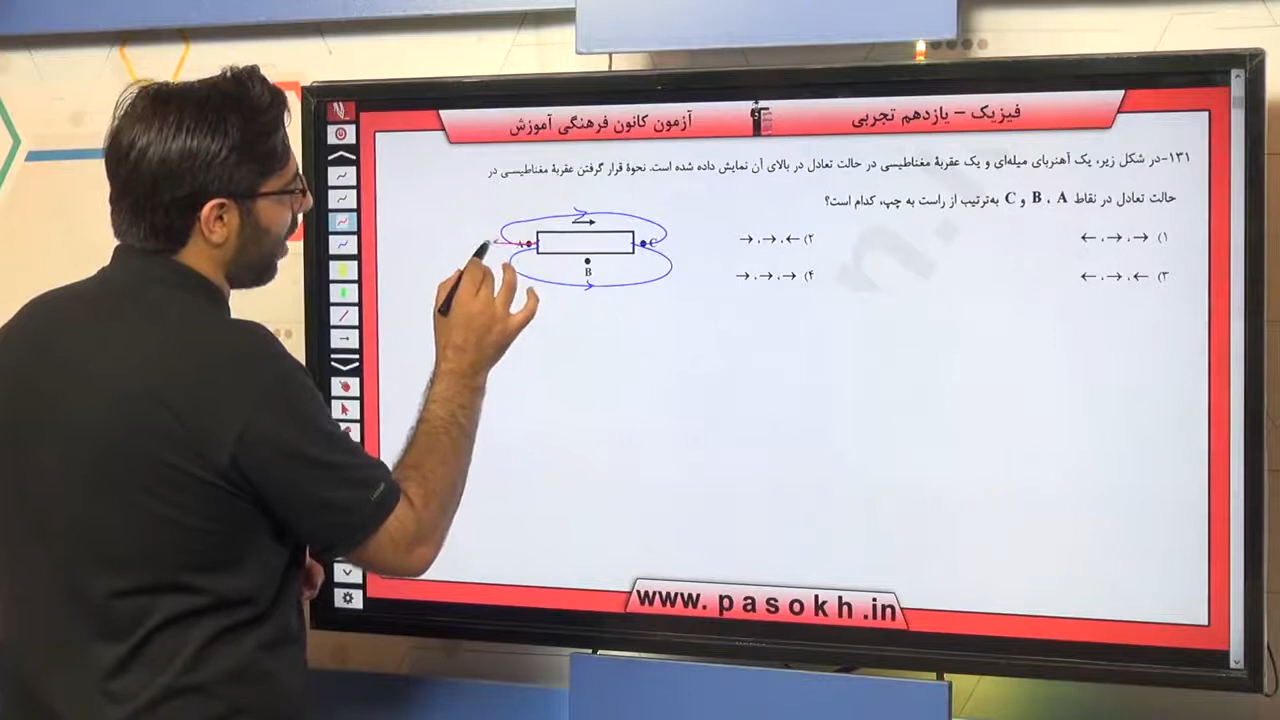 آزمون کانون فرهنگی آموزش
فیزیک – یازدهم تجربی
۱۳۱-در شکل زیر، یک آهنربای میله‌ای و یک عقربهٔ مغناطیسی در حالت تعادل در بالای آن نمایش داده شده است. نحوهٔ قرار گرفتن عقربهٔ مغناطیسی در
حالت تعادل در نقاط A ، B و C به‌ترتیب از راست به چپ، کدام است؟
۱) → ، → ، ←
۲) ← ، → ، →
۳) ← ، → ، ←
۴) → ، → ، →
A
C
B
www.pasokh.in